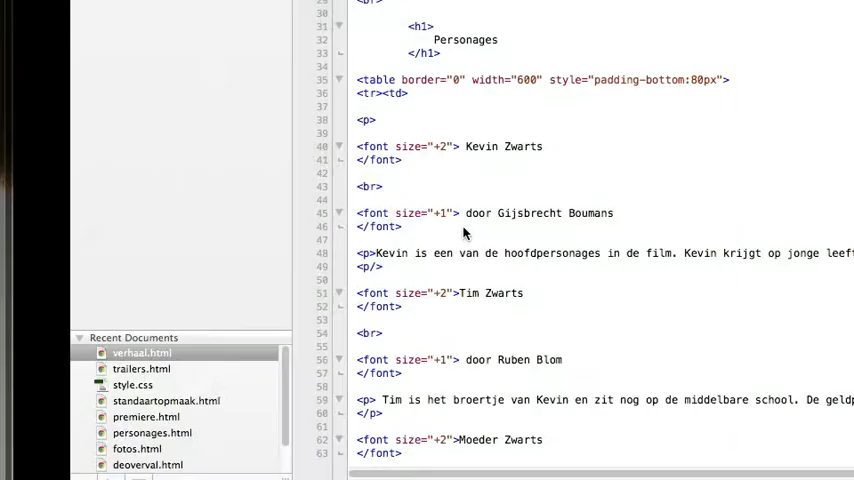 29 <br>
30
31 <h1>
32 Personages
33 </h1>
34
35 <table border="0" width="600" style="padding-bottom:80px">
36 <tr><td>
37
38 <p>
39
40 <font size="+2"> Kevin Zwarts
41 </font>
42
43 <br>
44
45 <font size="+1"> door Gijsbrecht Boumans
46 </font>
47
48 <p>Kevin is een van de hoofdpersonages in de film. Kevin krijgt op jonge leeft
49 <p/>
50
51 <font size="+2">Tim Zwarts
52 </font>
53
54 <br>
55
56 <font size="+1"> door Ruben Blom
57 </font>
58
59 <p> Tim is het broertje van Kevin en zit nog op de middelbare school. De geldp
60 </p>
61
62 <font size="+2">Moeder Zwarts
63 </font>
Recent Documents
verhaal.html
trailers.html
style.css
standaartopmaak.html
premiere.html
personages.html
fotos.html
deoverval.html